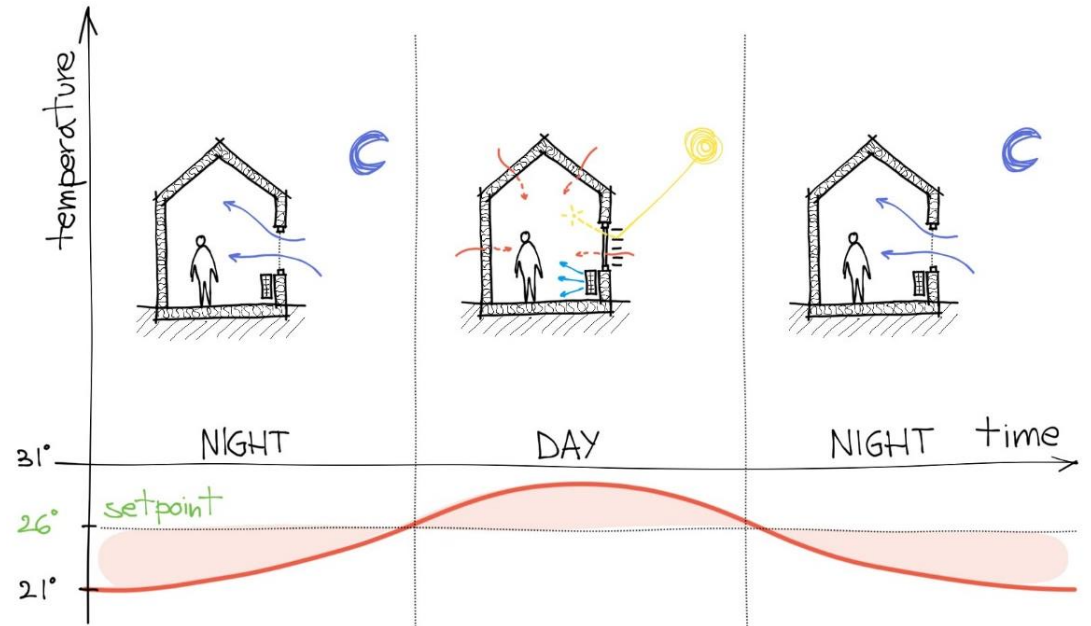 temperature
NIGHT
DAY
NIGHT
time
31°
setpoint
26°
21°